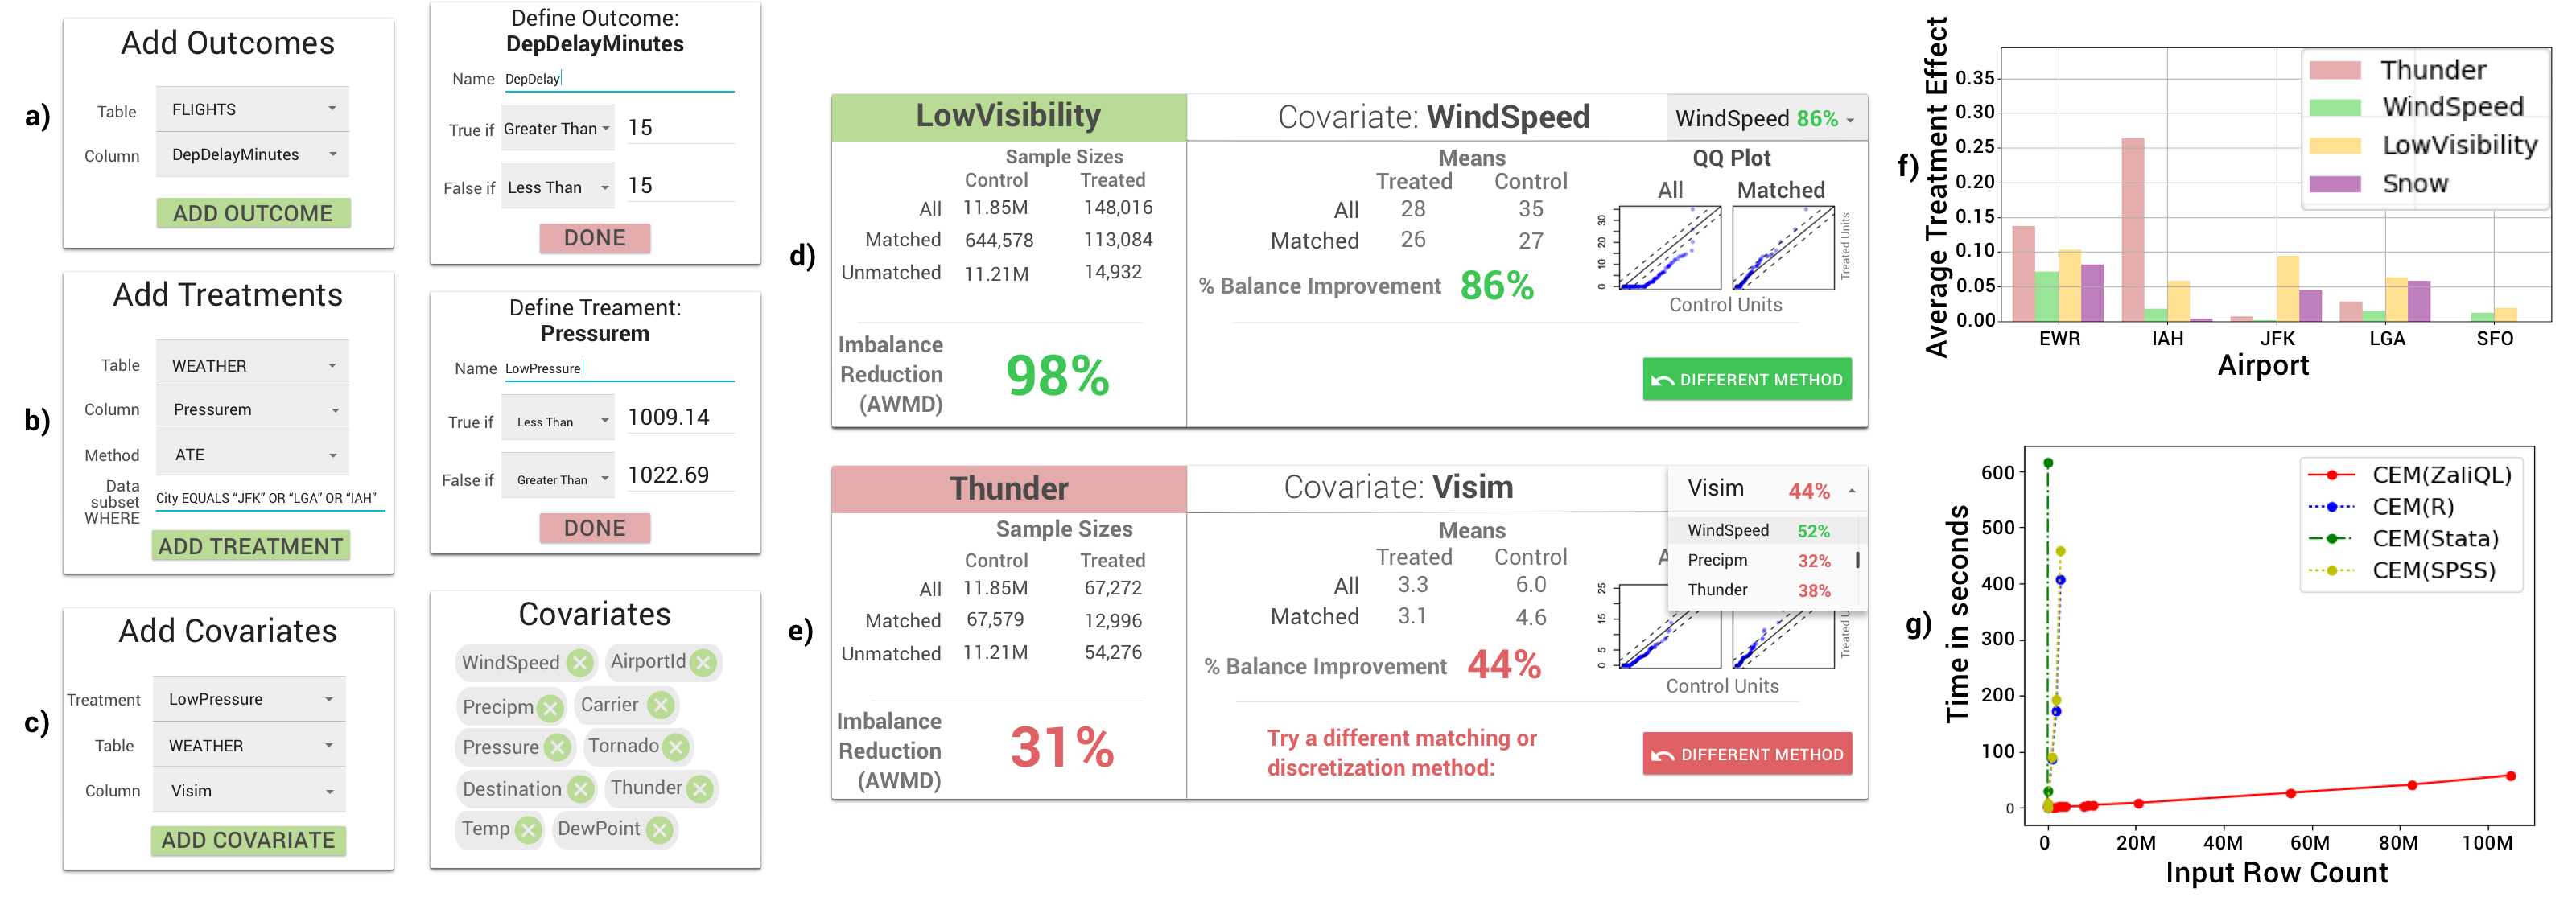 a)
Add Outcomes
Table FLIGHTS
Column DepDelayMinutes
ADD OUTCOME
Define Outcome:
DepDelayMinutes
Name DepDelay
True if Greater Than 15
False if Less Than 15
DONE
b)
Add Treatments
Table WEATHER
Column Pressurem
Method ATE
Data
subset
WHERE
City EQUALS “JFK” OR “LGA” OR “IAH”
ADD TREATMENT
Define Treament:
Pressurem
Name LowPressure
True if Less Than 1009.14
False if Greater Than 1022.69
DONE
c)
Add Covariates
Treatment LowPressure
Table WEATHER
Column Visim
ADD COVARIATE
Covariates
WindSpeed AirportId
Precipm Carrier
Pressure Tornado
Destination Thunder
Temp DewPoint
d)
LowVisibility
Sample Sizes
Control Treated
All 11.85M 148,016
Matched 644,578 113,084
Unmatched 11.21M 14,932
Imbalance
Reduction
(AWMD)
98%
Covariate: WindSpeed
WindSpeed 86%
Means
Treated Control
All 28 35
Matched 26 27
% Balance Improvement 86%
QQ Plot
All Matched
0 10 20 30
Treated Units
Control Units
DIFFERENT METHOD
e)
Thunder
Sample Sizes
Control Treated
All 11.85M 67,272
Matched 67,579 12,996
Unmatched 11.21M 54,276
Imbalance
Reduction
(AWMD)
31%
Covariate: Visim
Visim 44%
WindSpeed 52%
Precipm 32%
Thunder 38%
Means
Treated Control
All 3.3 6.0
Matched 3.1 4.6
% Balance Improvement 44%
A
0 5 15 25
Treated U
Control Units
Try a different matching or
discretization method:
DIFFERENT METHOD
f)
Average Treatment Effect
0.35
0.30
0.25
0.20
0.15
0.10
0.05
0.00
Thunder
WindSpeed
LowVisibility
Snow
EWR IAH JFK LGA SFO
Airport
g)
Time in seconds
600
500
400
300
200
100
0
CEM(ZaliQL)
CEM(R)
CEM(Stata)
CEM(SPSS)
0 20M 40M 60M 80M 100M
Input Row Count